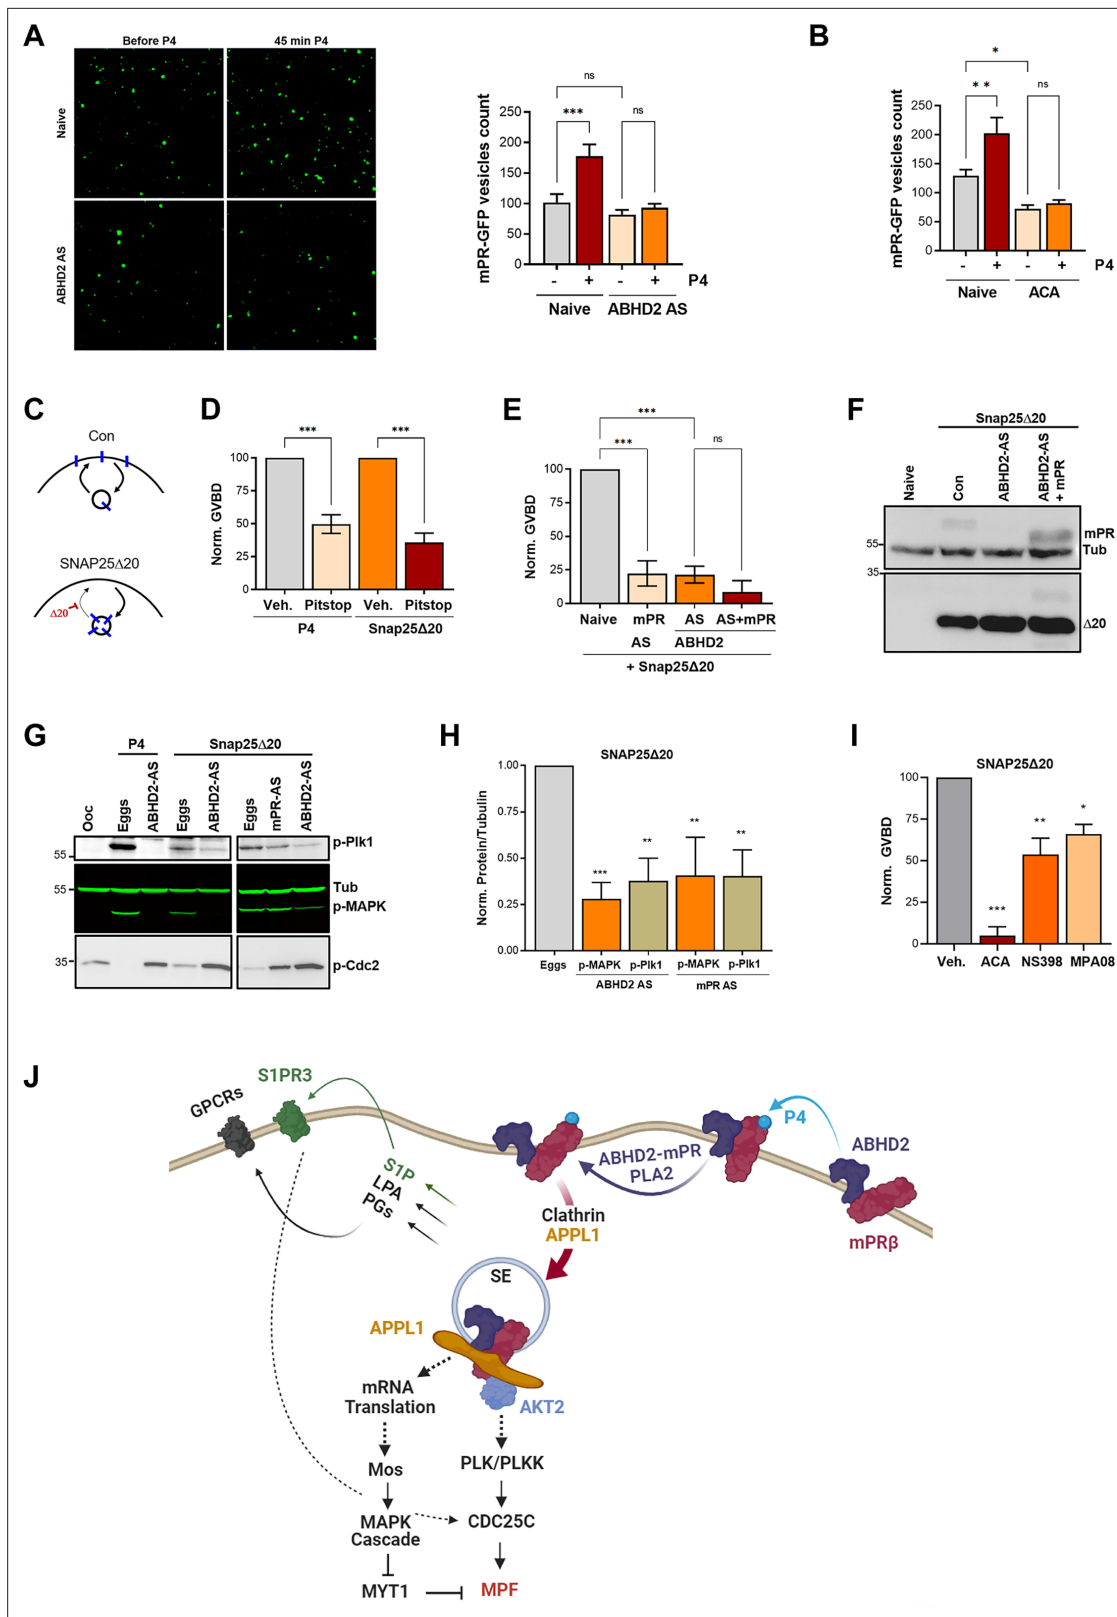 A
Before P4
45 min P4
Naive
ABHD2 AS
mPR-GFP vesicles count
250
200
150
100
50
0
ns
***
ns
- + - + P4
Naive ABHD2 AS
B
mPR-GFP vesicles count
250
200
150
100
50
0
*
**
ns
- + - + P4
Naive ACA
C
Con
SNAP25Δ20
Δ20
D
Norm. GVBD
100
75
50
25
0
***
***
Veh. Pitstop Veh. Pitstop
P4 Snap25Δ20
E
Norm. GVBD
100
75
50
25
0
***
***
ns
Naive mPR AS AS+mPR
AS ABHD2
+ Snap25Δ20
F
Snap25Δ20
Naive
Con
ABHD2-AS
ABHD2-AS
+ mPR
55
35
mPR
Tub
Δ20
G
P4 Snap25Δ20
Ooc
Eggs
ABHD2-AS
Eggs
ABHD2-AS
Eggs
mPR-AS
ABHD2-AS
55
p-Plk1
55
Tub
p-MAPK
35
p-Cdc2
H
SNAP25Δ20
Norm. Protein/Tubulin
1.00
0.75
0.50
0.25
0.00
***
**
**
**
Eggs p-MAPK p-Plk1 p-MAPK p-Plk1
ABHD2 AS mPR AS
I
SNAP25Δ20
Norm. GVBD
100
75
50
25
0
***
**
*
Veh. ACA NS398 MPA08
J
GPCRs
S1PR3
S1P
LPA
PGs
ABHD2-mPR
PLA2
P4
ABHD2
mPRβ
Clathrin
APPL1
SE
APPL1
AKT2
mRNA
Translation
Mos
MAPK
Cascade
MYT1
PLK/PLKK
CDC25C
MPF